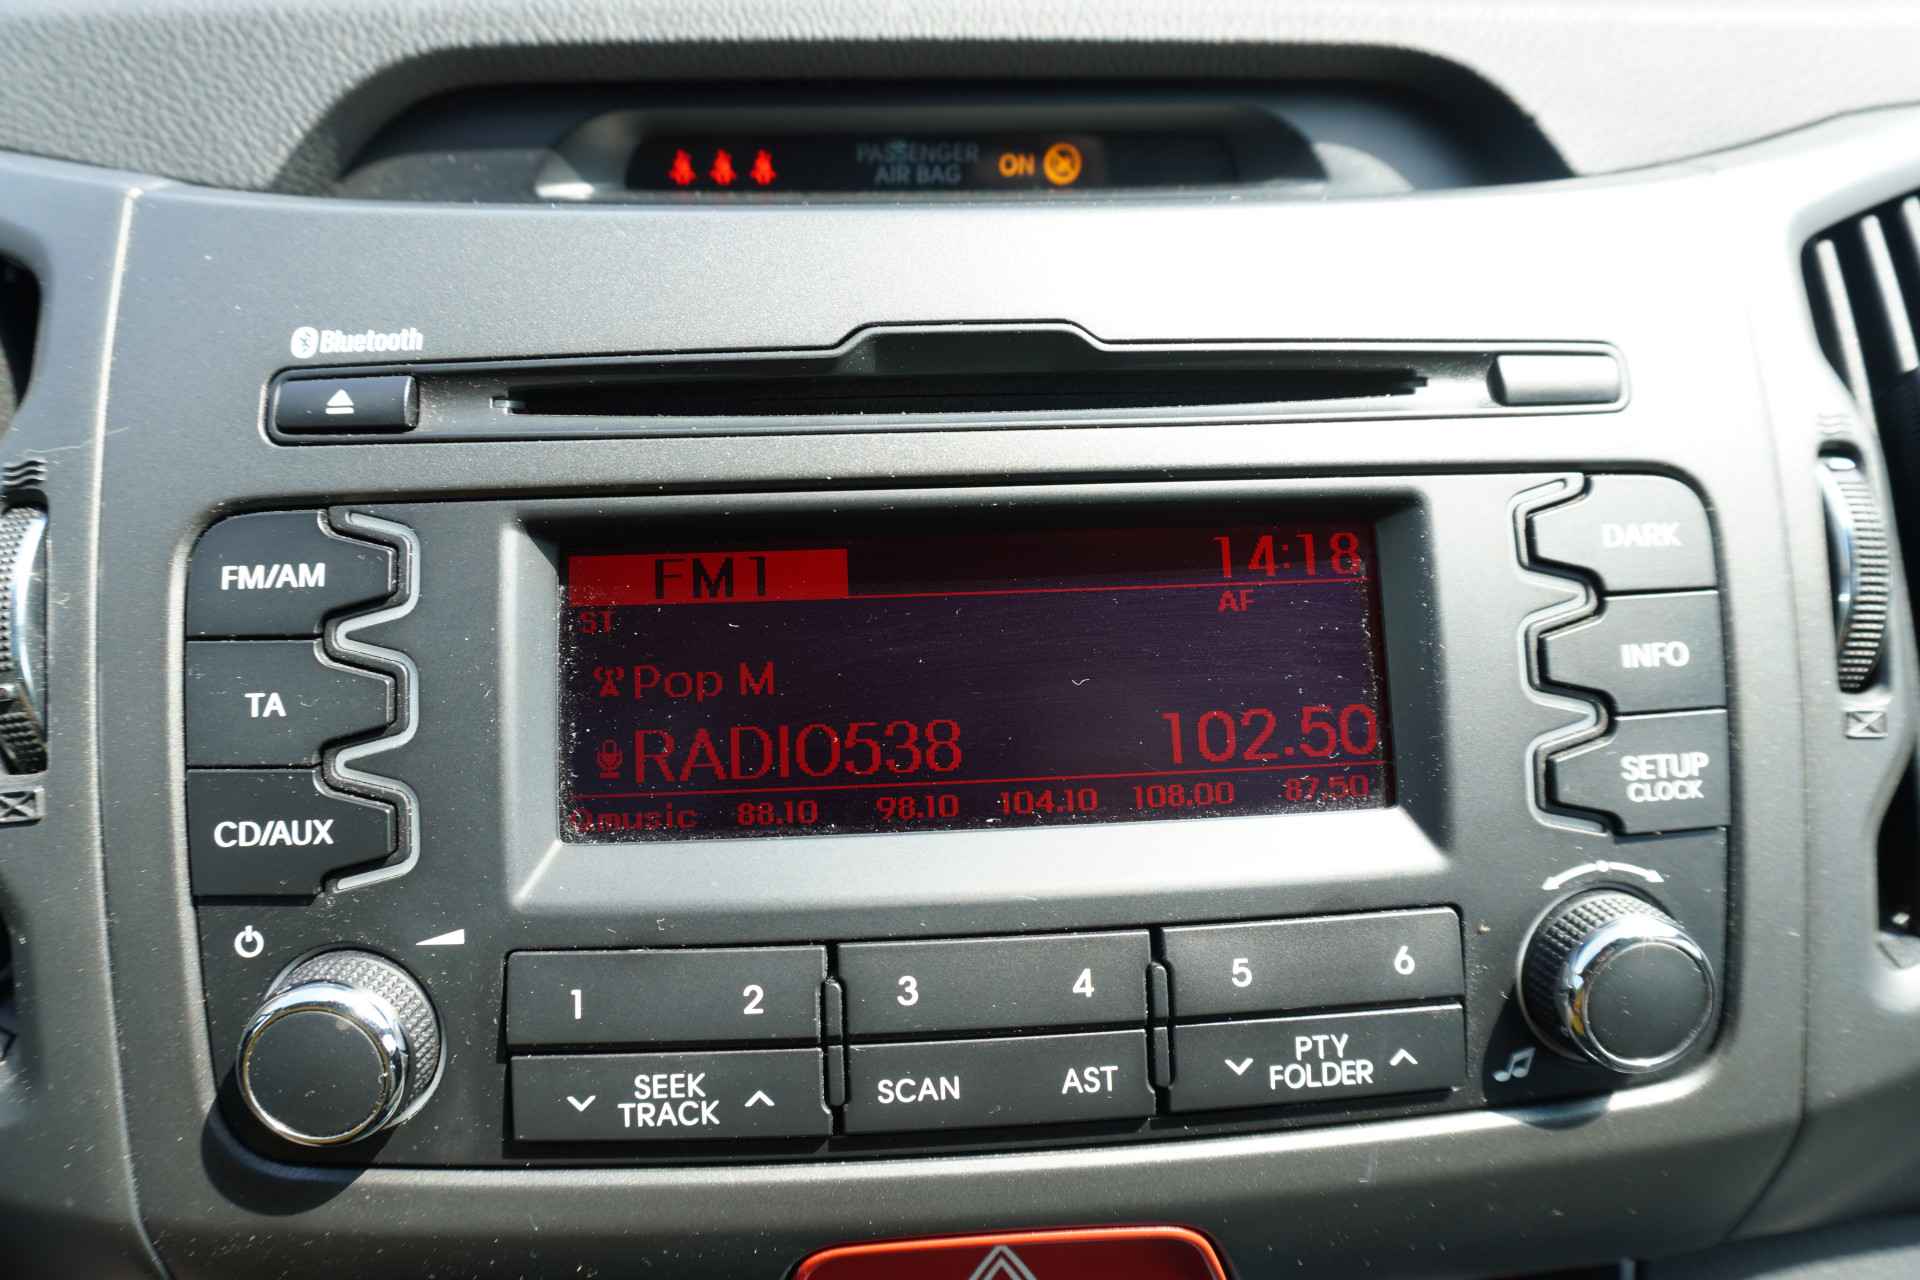 PASSENGER
AIR BAG
ON
Bluetooth
FM/AM
TA
CD/AUX
FM1
14:18
ST
AF
Pop M
RADIO538
102.50
Qmusic 88.10 98.10 104.10 108.00 87.50
DARK
INFO
SETUP
CLOCK
1 2 3 4 5 6
SEEK
TRACK
SCAN AST
PTY
FOLDER